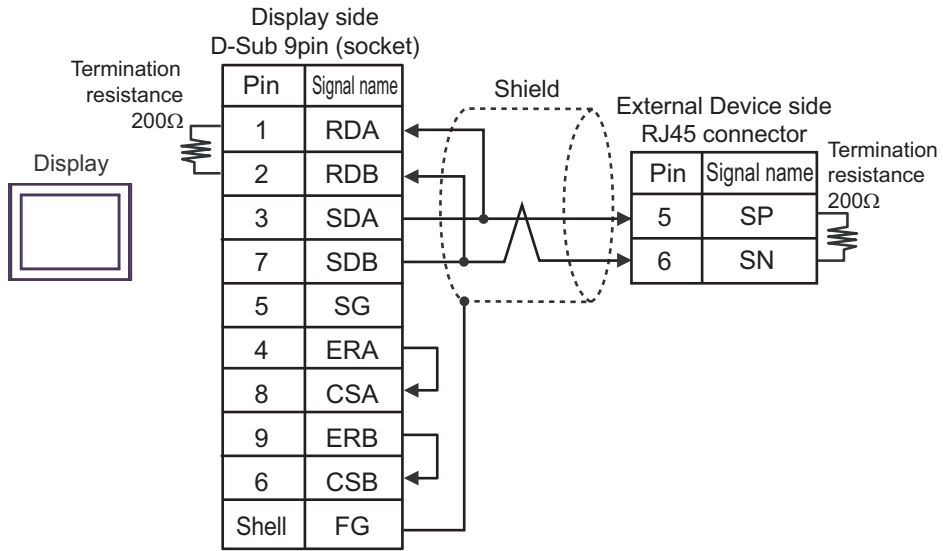 Display side
D-Sub 9pin (socket)
Termination
resistance
200Ω
Display
Pin Signal name
1 RDA
2 RDB
3 SDA
7 SDB
5 SG
4 ERA
8 CSA
9 ERB
6 CSB
Shell FG
Shield
External Device side
RJ45 connector
Pin Signal name
5 SP
6 SN
Termination
resistance
200Ω